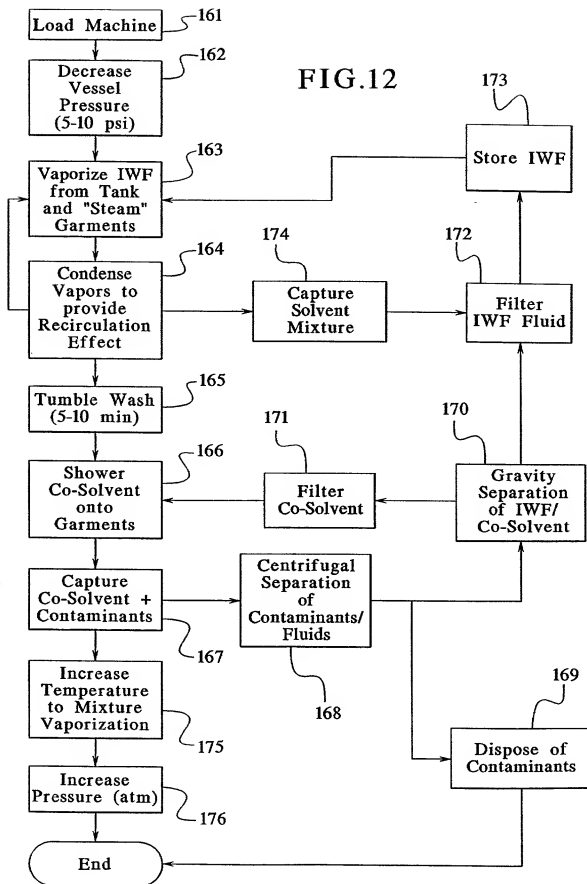 161
Load Machine
162
Decrease
Vessel
Pressure
(5-10 psi)
FIG.12
173
Store IWF
163
Vaporize IWF
from Tank
and "Steam"
Garments
164
Condense
Vapors to
provide
Recirculation
Effect
174
Capture
Solvent
Mixture
172
Filter
IWF Fluid
165
Tumble Wash
(5-10 min)
166
Shower
Co-Solvent
onto
Garments
171
Filter
Co-Solvent
170
Gravity
Separation
of IWF/
Co-Solvent
Capture
Co-Solvent +
Contaminants
167
Centrifugal
Separation
of
Contaminants/
Fluids
168
169
Dispose of
Contaminants
Increase
Temperature
to Mixture
Vaporization
175
Increase
Pressure (atm)
176
End